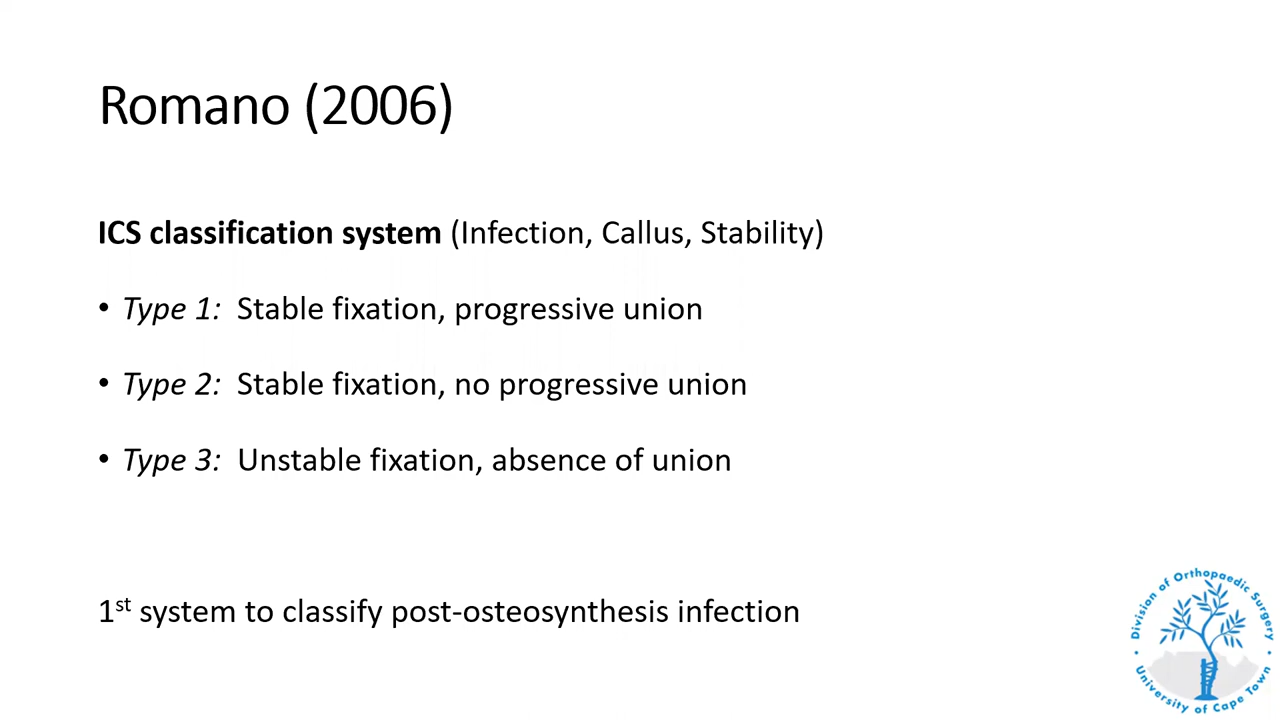 Romano (2006)
ICS classification system (Infection, Callus, Stability)
• Type 1: Stable fixation, progressive union
• Type 2: Stable fixation, no progressive union
• Type 3: Unstable fixation, absence of union
1st system to classify post-osteosynthesis infection
Division of Orthopaedic Surgery
University of Cape Town